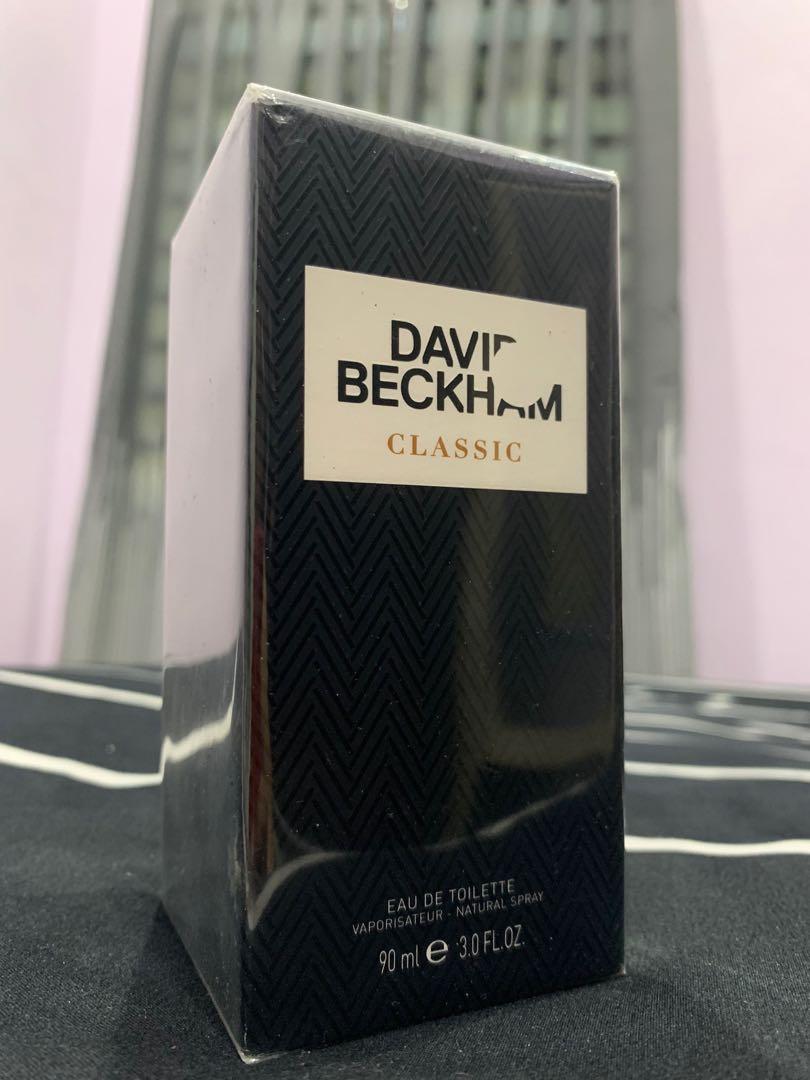 DAVID
BECKHAM
CLASSIC
EAU DE TOILETTE
VAPORISATEUR - NATURAL SPRAY
90 ml e 3.0 FL.OZ.